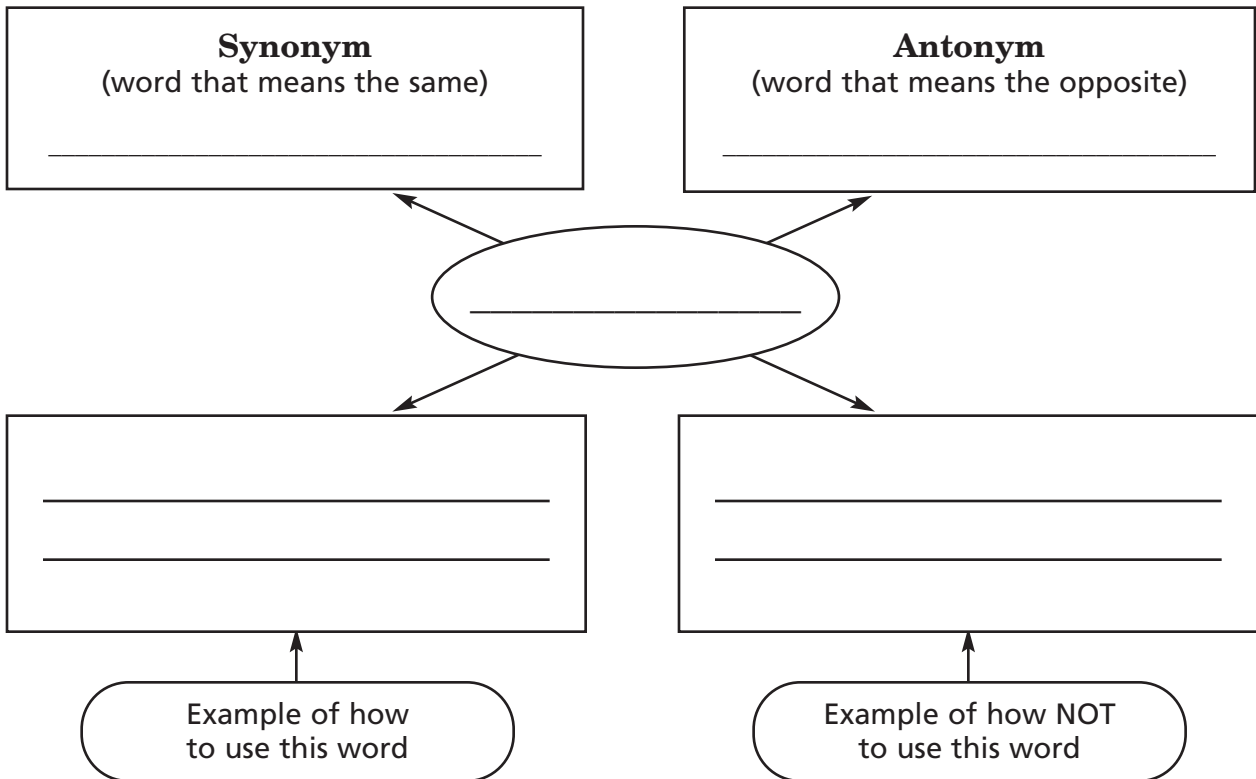 Synonym
(word that means the same)
Antonym
(word that means the opposite)
Example of how
to use this word
Example of how NOT
to use this word